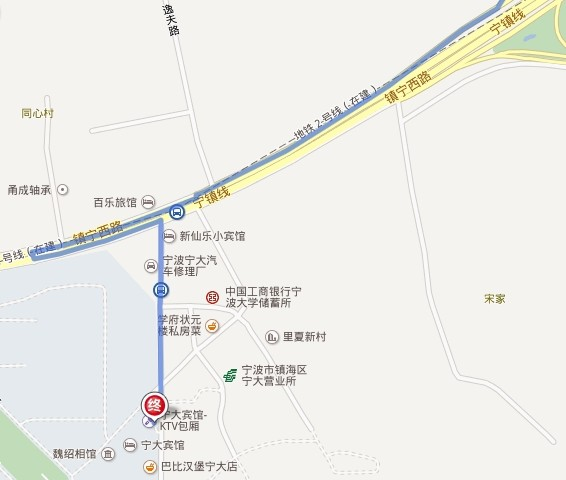 逸夫路
宁镇线
镇宁西路
地铁2号线（在建）
同心村
甬成轴承
百乐旅馆
宁镇线
镇宁西路
号线（在建）
新仙乐小宾馆
宁波宁大汽
车修理厂
中国工商银行宁
波大学储蓄所
宋家
学府状元
楼私房菜
里夏新村
宁波市镇海区
宁大营业所
终
宁大宾馆-
KTV包厢
宁大宾馆
魏绍相馆
巴比汉堡宁大店